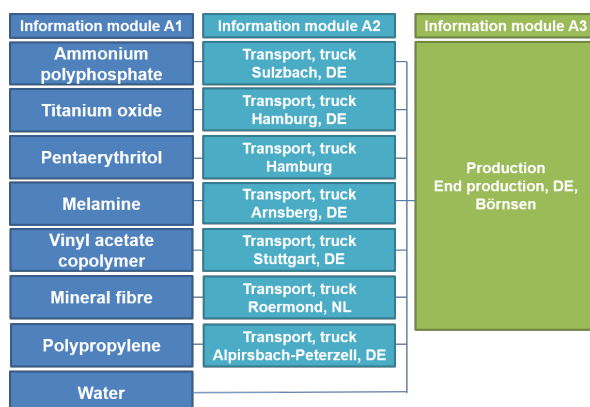 Information module A1
Information module A2
Information module A3
Ammonium
polyphosphate
Transport, truck
Sulzbach, DE
Titanium oxide
Transport, truck
Hamburg, DE
Pentaerythritol
Transport, truck
Hamburg
Melamine
Transport, truck
Arnsberg, DE
Vinyl acetate
copolymer
Transport, truck
Stuttgart, DE
Mineral fibre
Transport, truck
Roermond, NL
Polypropylene
Transport, truck
Alpirsbach-Peterzell, DE
Water
Production
End production, DE,
Börnsen